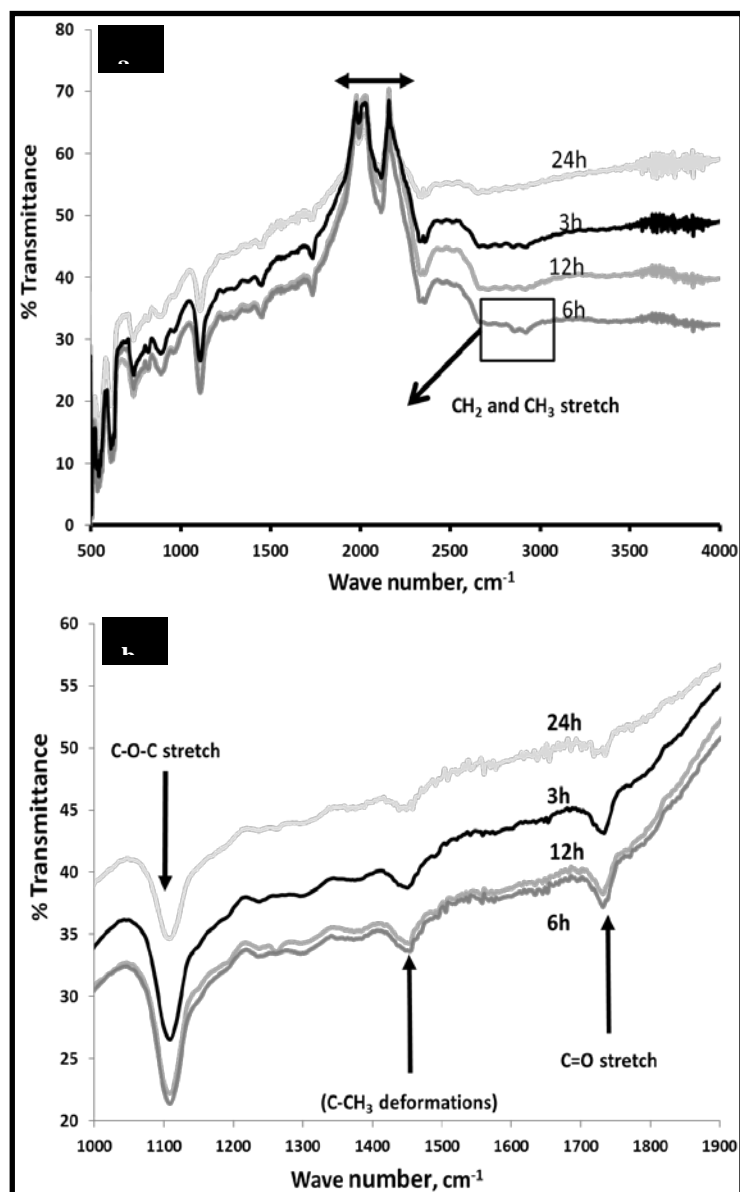 80
70
60
50
40
30
20
10
0
% Transmittance
24h
3h
12h
6h
CH2 and CH3 stretch
500 1000 1500 2000 2500 3000 3500 4000
Wave number, cm-1
60
55
50
45
40
35
30
25
20
% Transmittance
C-O-C stretch
24h
3h
12h
6h
C=O stretch
(C-CH3 deformations)
1000 1100 1200 1300 1400 1500 1600 1700 1800 1900
Wave number, cm-1